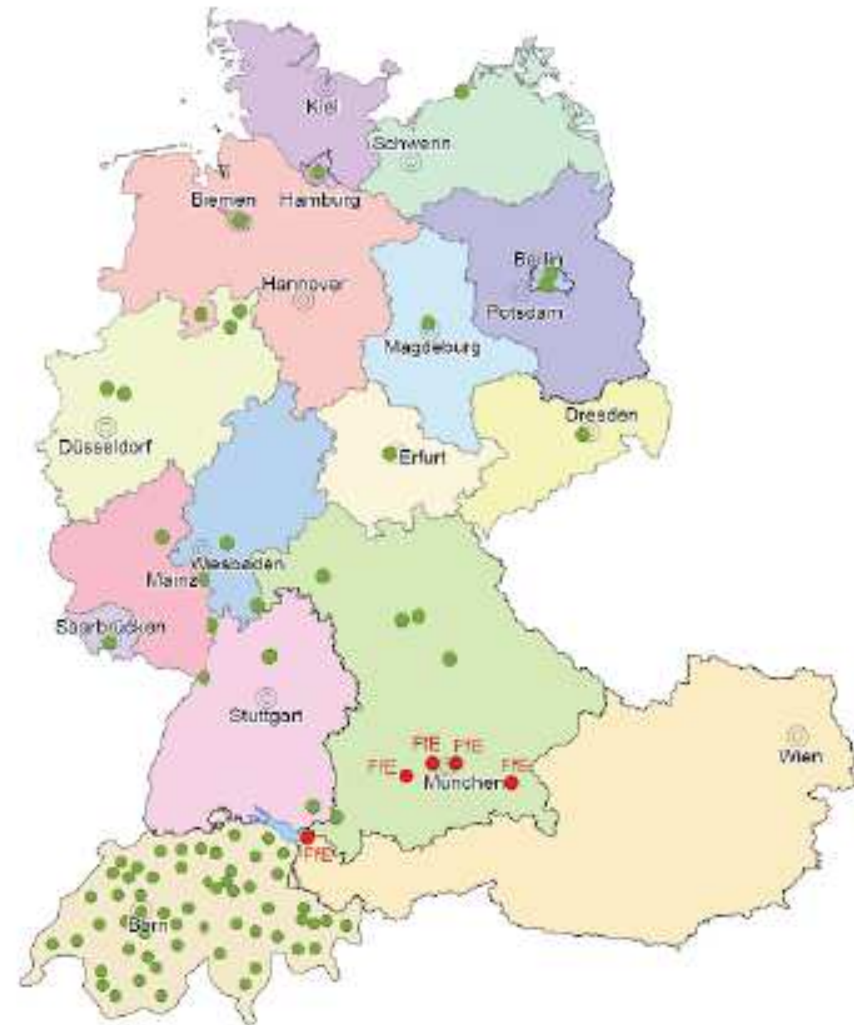 Kiel
Schwerin
Bremen
Hamburg
Berlin
Hannover
Potsdam
Magdeburg
Dresden
Düsseldorf
Erfurt
Wiesbaden
Mainz
Saarbrücken
Stuttgart
FfE
FfE
FfE
FfE
München
Wien
FfE
Bern